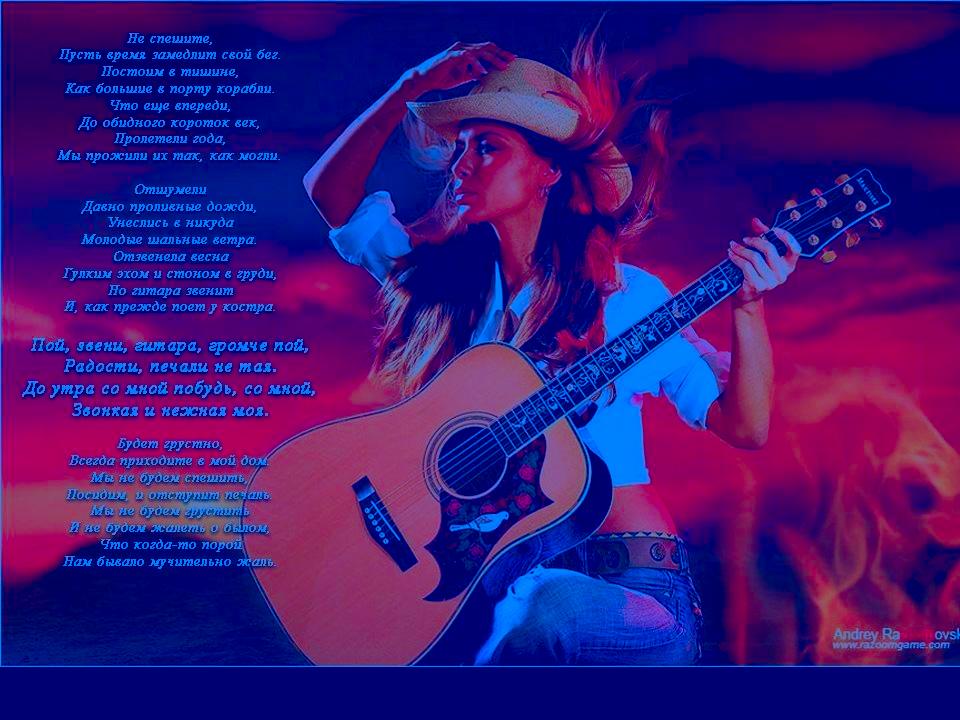 Не спешите,
Пусть время замедлит свой бег.
Постоим в тишине,
Как большие в порту корабли.
Что еще впереди,
До обидного короток век,
Пролетели года,
Мы прожили их так, как могли.
Отшумели
Давно проливные дожди,
Унеслись в никуда
Молодые шальные ветра.
Отзвенела весна
Гулким эхом и стоном в груди,
Но гитара звенит
И, как прежде поет у костра.
Пой, звени, гитара, громче пой,
Радости, печали не тая.
До утра со мной побудь, со мной,
Звонкая и нежная моя.
Будет грустно,
Всегда приходите в мой дом.
Мы не будем спешить,
Посидим, и отступит печаль.
Мы не будем грустить
И не будем жалеть о былом,
Что когда-то порой
Нам бывало мучительно жаль.
Andrey Ra ovsk
www.razoomgame.com